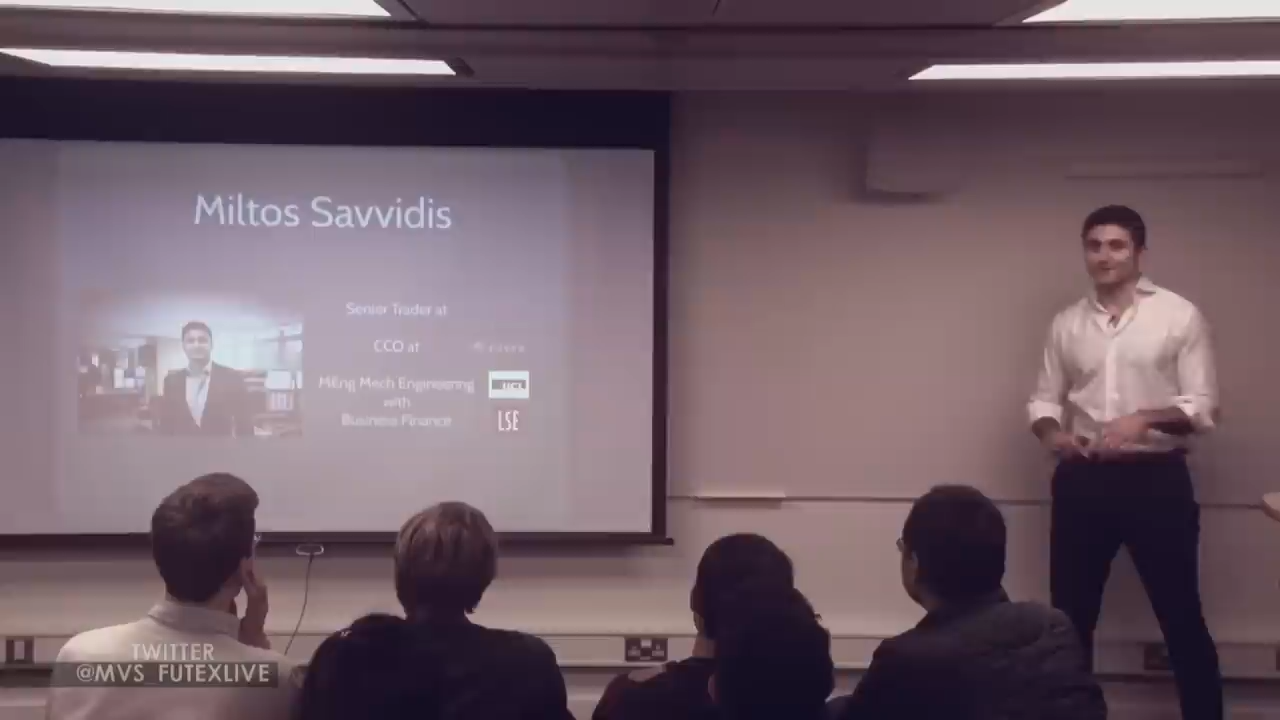 Miltos Savvidis
Senior Trader at
CCO at
MEng Mech Engineering
with
Business Finance
UCL
LSE
TWITTER
@MVS_FUTEXLIVE